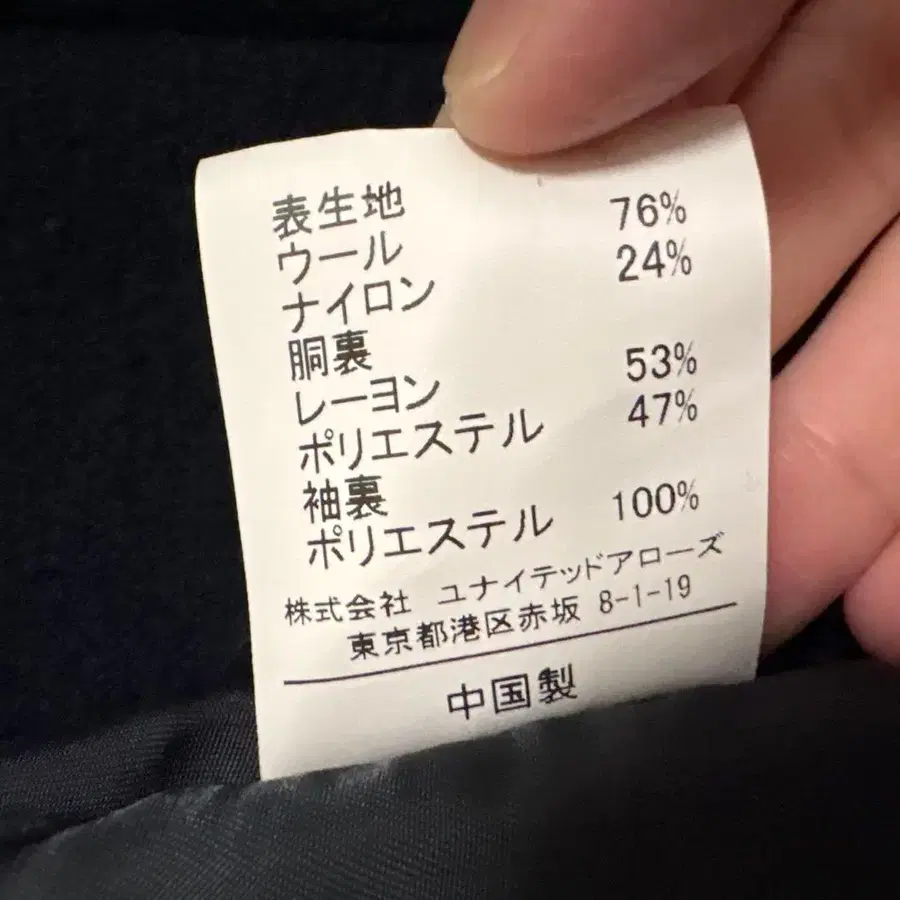 表生地
ウール 76%
ナイロン 24%
胴裏
レーヨン 53%
ポリエステル 47%
袖裏
ポリエステル 100%
株式会社 ユナイテッドアローズ
東京都港区赤坂 8-1-19
中国製